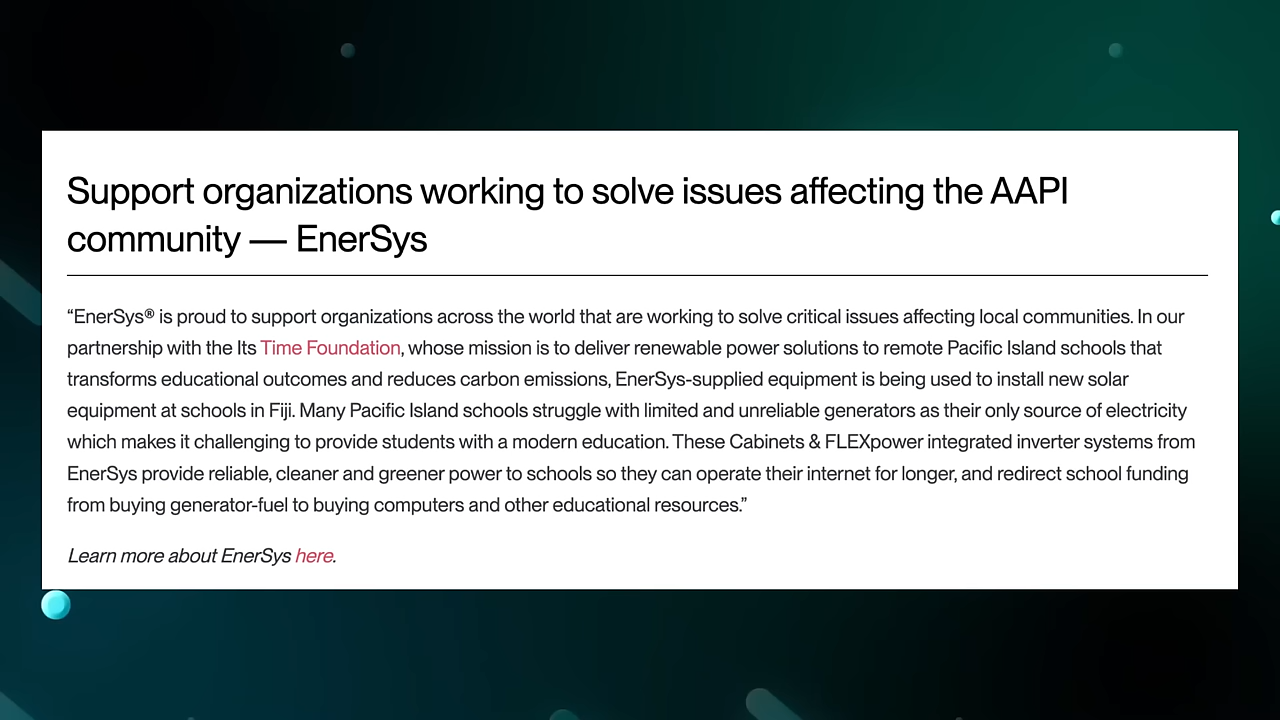 Support organizations working to solve issues affecting the AAPI
community — EnerSys
“EnerSys® is proud to support organizations across the world that are working to solve critical issues affecting local communities. In our
partnership with the Its Time Foundation, whose mission is to deliver renewable power solutions to remote Pacific Island schools that
transforms educational outcomes and reduces carbon emissions, EnerSys-supplied equipment is being used to install new solar
equipment at schools in Fiji. Many Pacific Island schools struggle with limited and unreliable generators as their only source of electricity
which makes it challenging to provide students with a modern education. These Cabinets & FLEXpower integrated inverter systems from
EnerSys provide reliable, cleaner and greener power to schools so they can operate their internet for longer, and redirect school funding
from buying generator-fuel to buying computers and other educational resources.”
Learn more about EnerSys here.